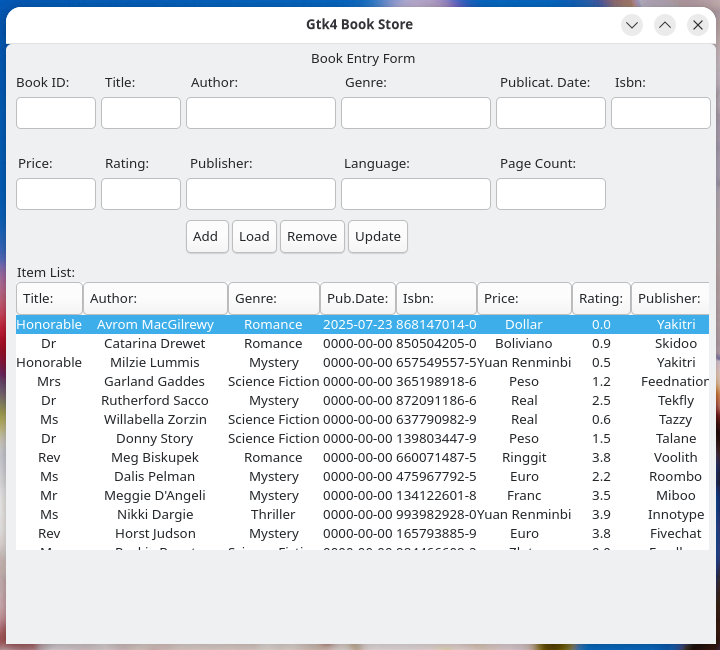 Gtk4 Book Store
Book Entry Form
Book ID: Title: Author: Genre: Publicat. Date: Isbn:
Price: Rating: Publisher: Language: Page Count:
Add Load Remove Update
Item List:
Title: Author: Genre: Pub.Date: Isbn: Price: Rating: Publisher:
Honorable Avrom MacGilrewy Romance 2025-07-23 868147014-0 Dollar 0.0 Yakitri
Dr Catarina Drewet Romance 0000-00-00 850504205-0 Boliviano 0.9 Skidoo
Honorable Milzie Lummis Mystery 0000-00-00 657549557-5 Yuan Renminbi 0.5 Yakitri
Mrs Garland Gaddes Science Fiction 0000-00-00 365198918-6 Peso 1.2 Feednation
Dr Rutherford Sacco Mystery 0000-00-00 872091186-6 Real 2.5 Tekfly
Ms Willabella Zorzin Science Fiction 0000-00-00 637790982-9 Real 0.6 Tazzy
Dr Donny Story Science Fiction 0000-00-00 139803447-9 Peso 1.5 Talane
Rev Meg Biskupek Romance 0000-00-00 660071487-5 Ringgit 3.8 Voolith
Ms Dalis Pelman Mystery 0000-00-00 475967792-5 Euro 2.2 Roombo
Mr Meggie D'Angeli Mystery 0000-00-00 134122601-8 Franc 3.5 Miboo
Ms Nikki Dargie Thriller 0000-00-00 993982928-0 Yuan Renminbi 3.9 Innotype
Rev Horst Judson Mystery 0000-00-00 165793885-9 Euro 3.8 Fivechat